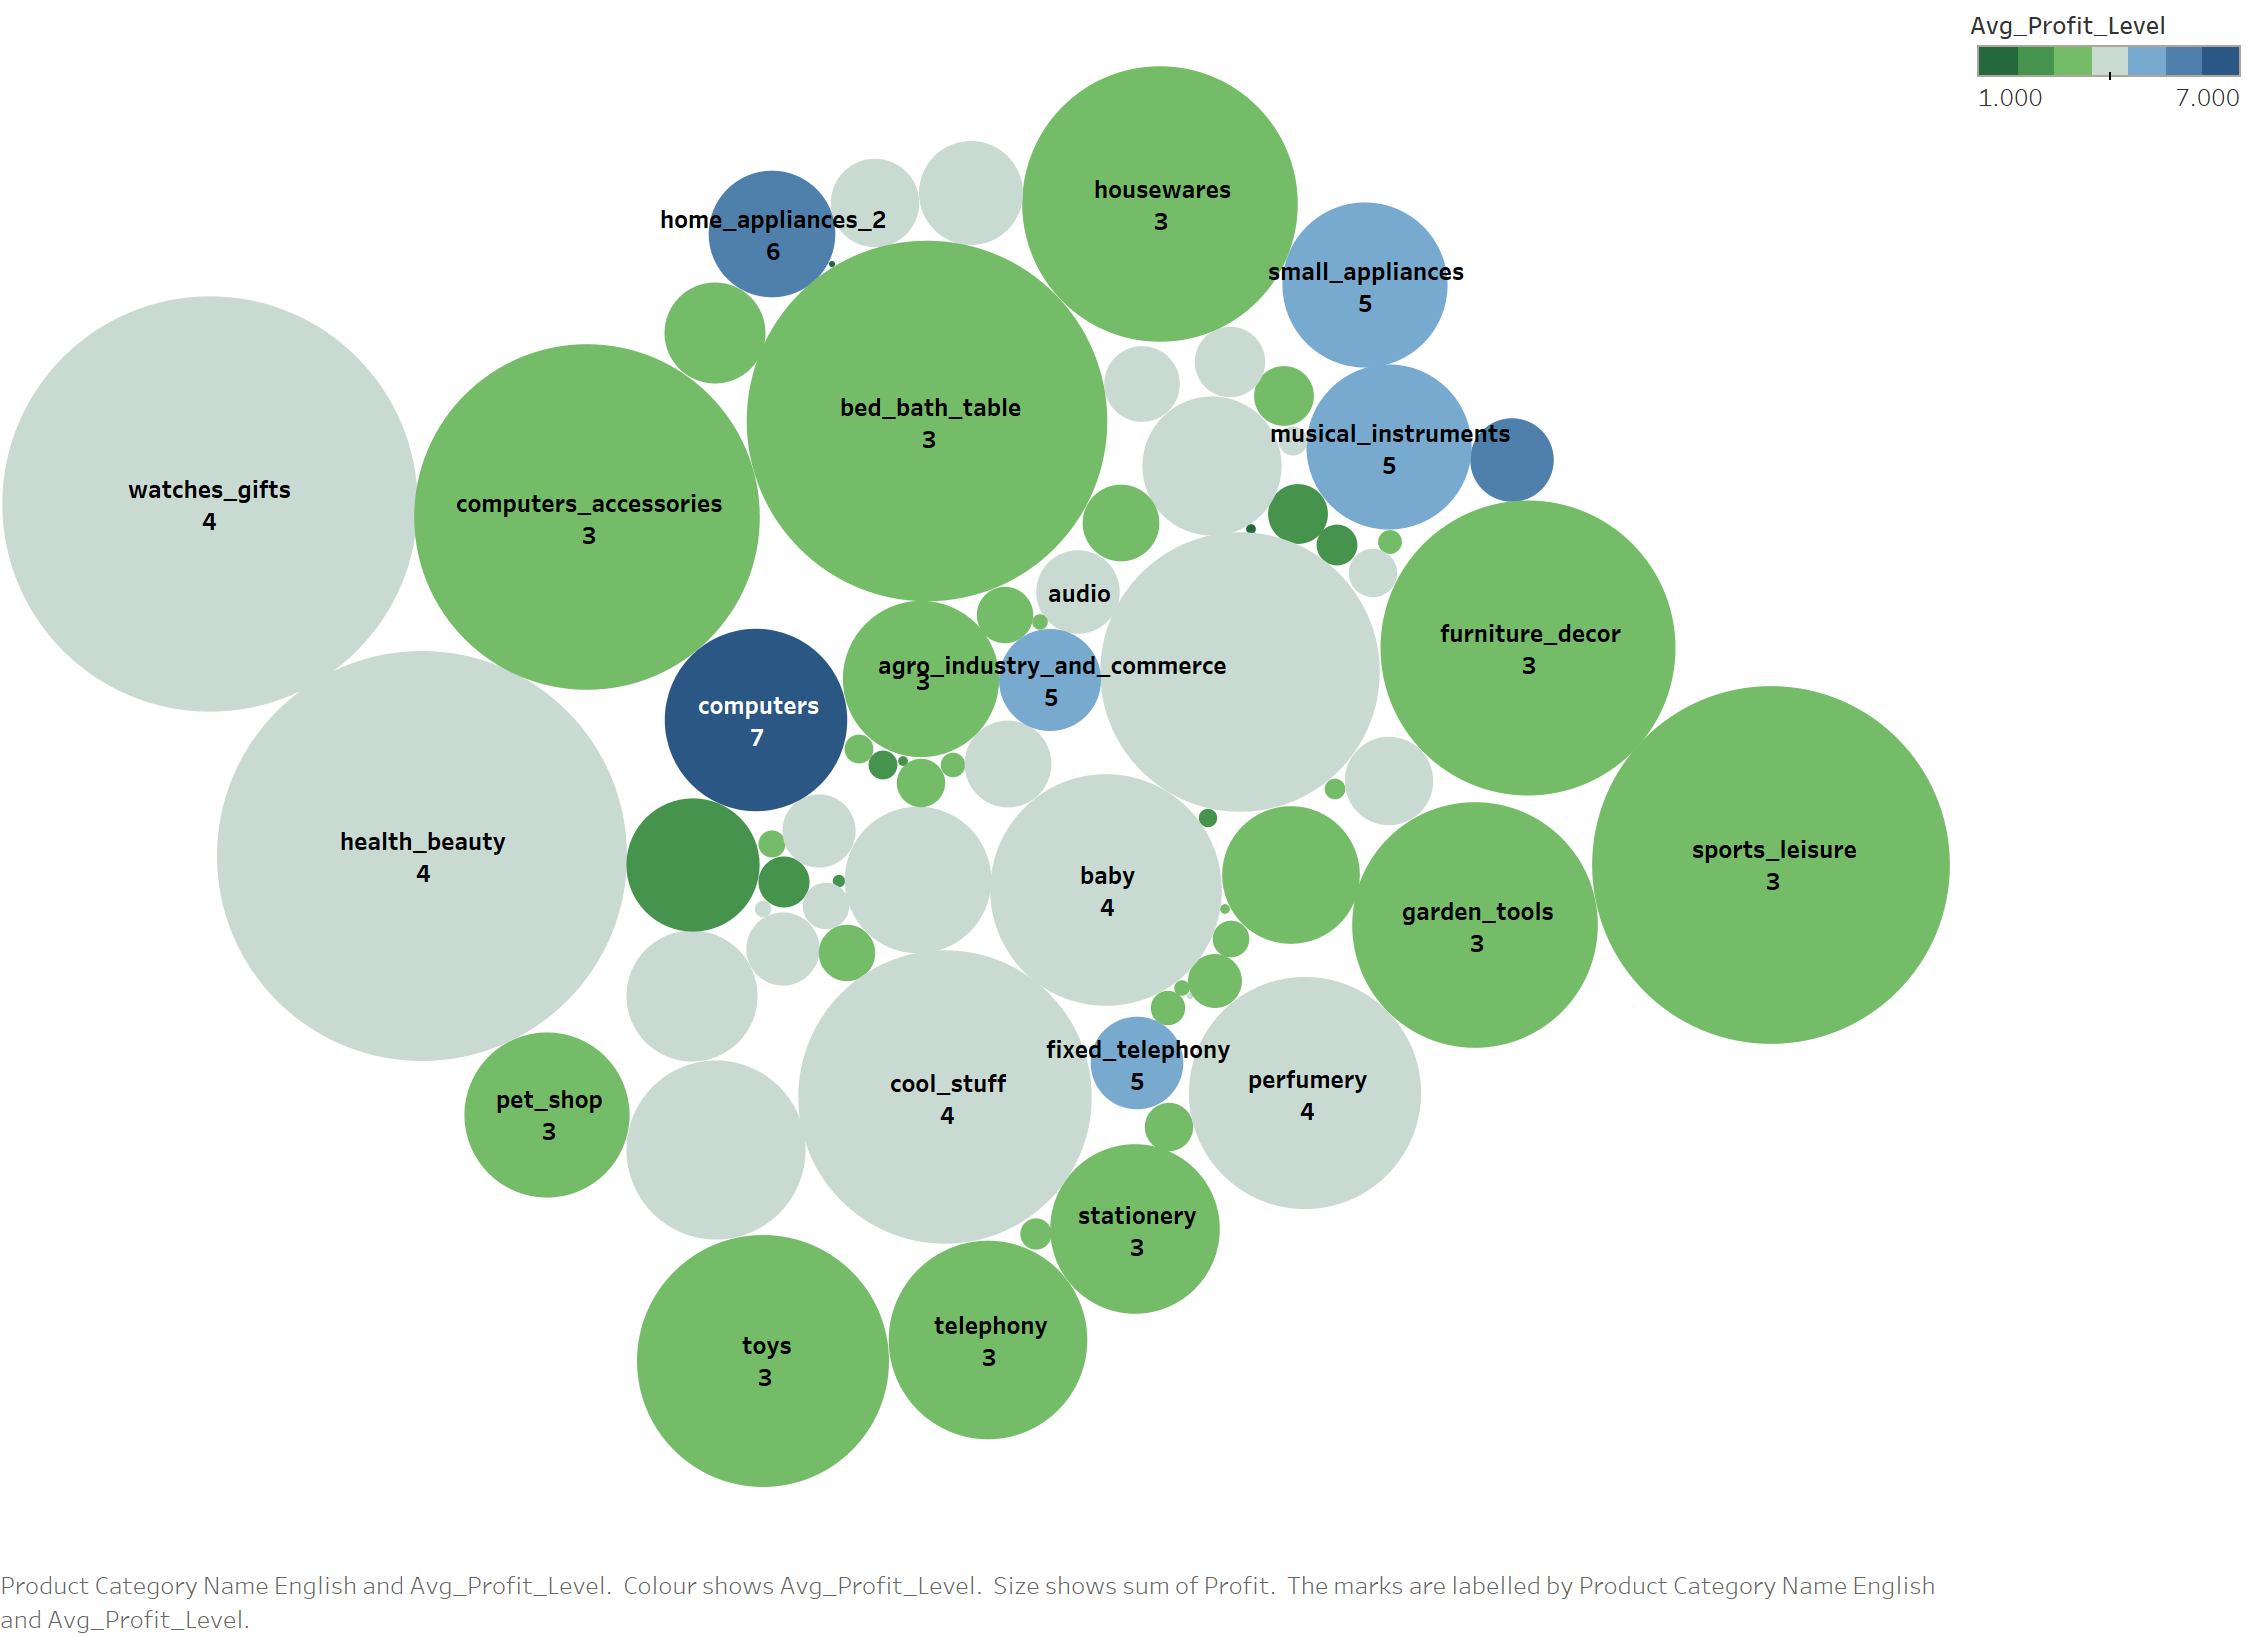 Avg_Profit_Level
1.000
7.000
housewares
3
home_appliances_2
6
small_appliances
5
bed_bath_table
3
musical_instruments
5
watches_gifts
4
computers_accessories
3
audio
furniture_decor
3
agro_industry_and_commerce
3
5
computers
7
health_beauty
4
sports_leisure
3
baby
4
garden_tools
3
fixed_telephony
5
cool_stuff
4
perfumery
4
pet_shop
3
stationery
3
telephony
3
toys
3
Product Category Name English and Avg_Profit_Level.  Colour shows Avg_Profit_Level.  Size shows sum of Profit.  The marks are labelled by Product Category Name English
and Avg_Profit_Level.